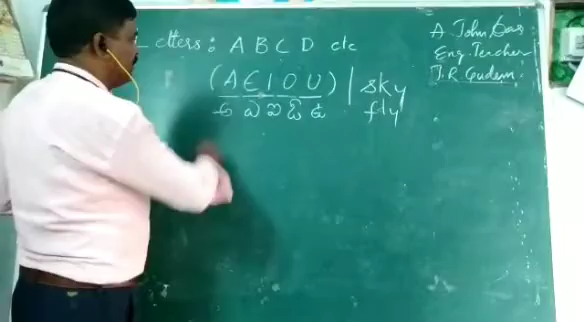 Letters : A B C D etc
(A E I O U) | sky
అ ఎ ఐ ఓ ఉ fly
A. John Das
Eng. Teacher
J.R Gudem.